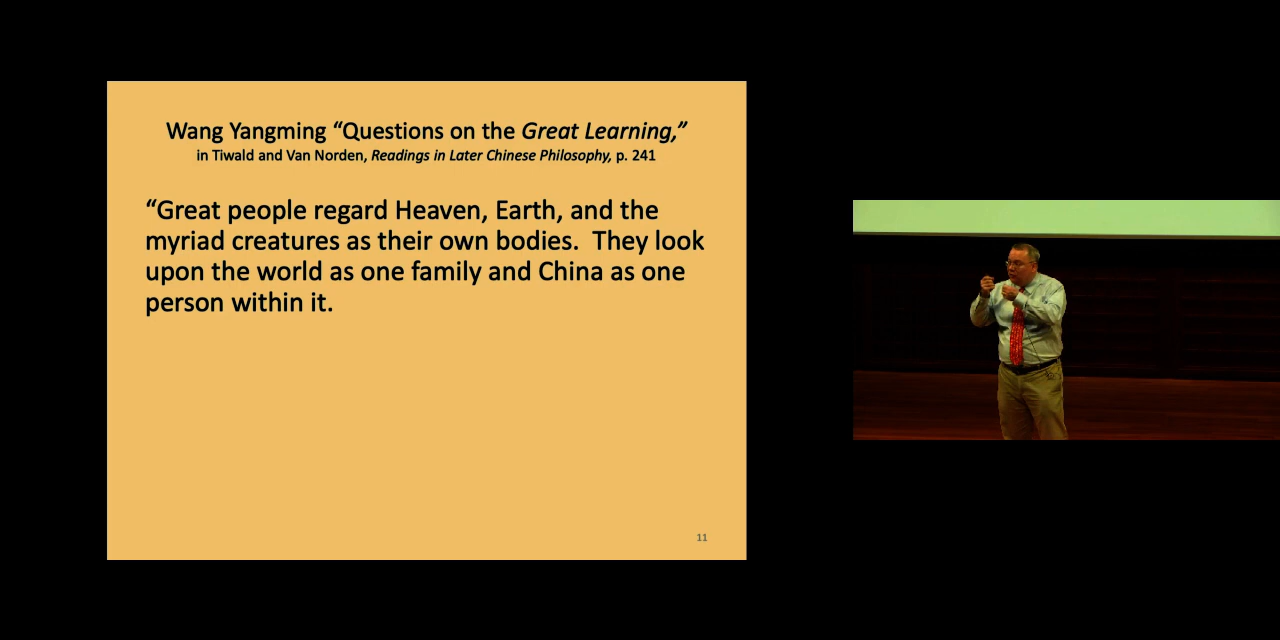 Wang Yangming “Questions on the Great Learning,”
in Tiwald and Van Norden, Readings in Later Chinese Philosophy, p. 241
“Great people regard Heaven, Earth, and the
myriad creatures as their own bodies.  They look
upon the world as one family and China as one
person within it.
11